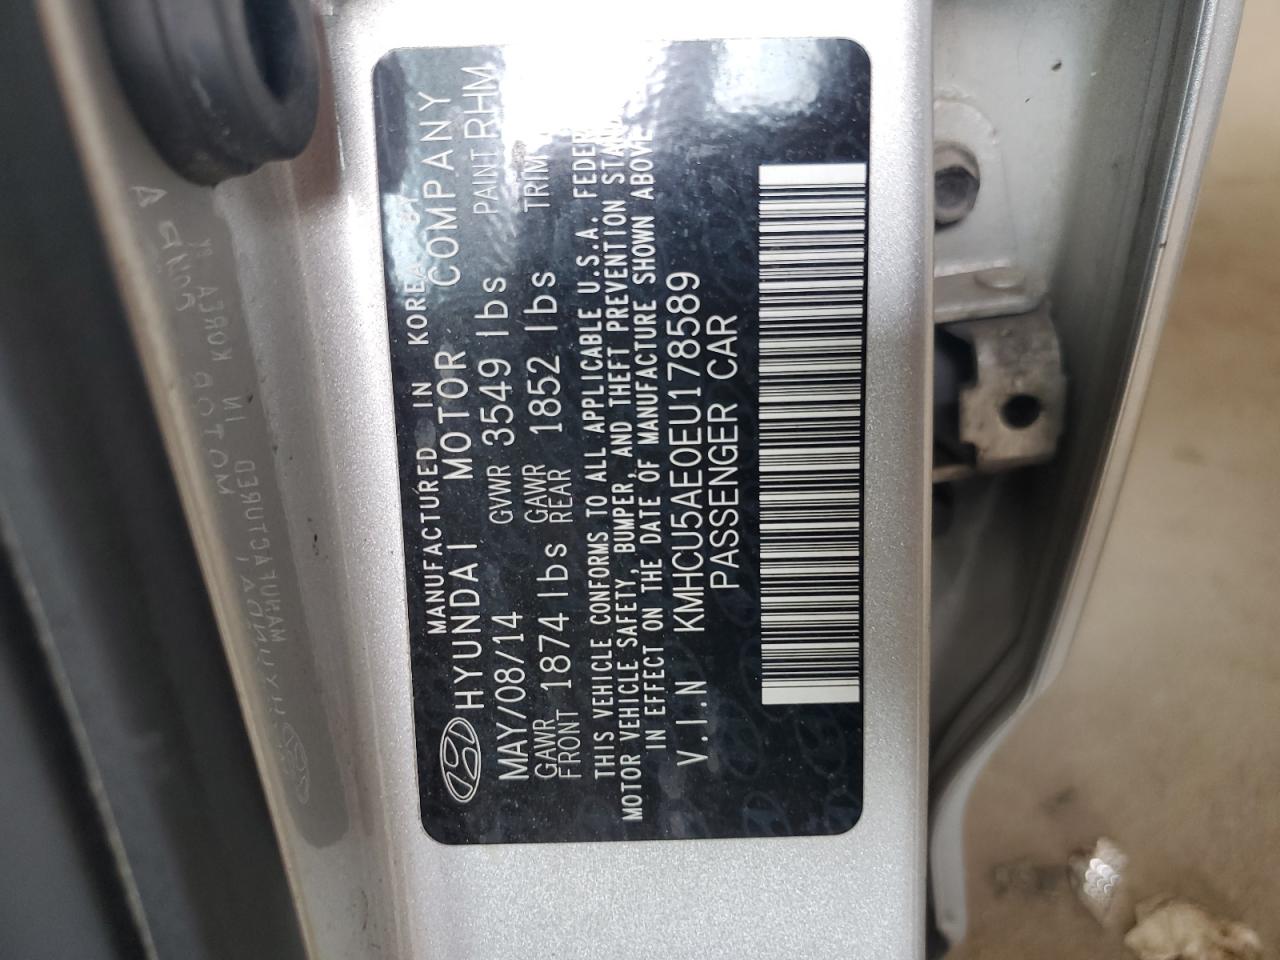 MANUFACTURED IN KOREA BY
HYUNDAI MOTOR COMPANY
MAY/08/14 GVWR 3549 lbs PAINT RHM
GAWR FRONT 1874 lbs GAWR REAR 1852 lbs TRIM
THIS VEHICLE CONFORMS TO ALL APPLICABLE U.S.A.
MOTOR VEHICLE SAFETY, BUMPER, AND THEFT PREVENTION
IN EFFECT ON THE DATE OF MANUFACTURE SHOWN ABOVE
V.I.N KMHCU5AE0EU178589
PASSENGER CAR